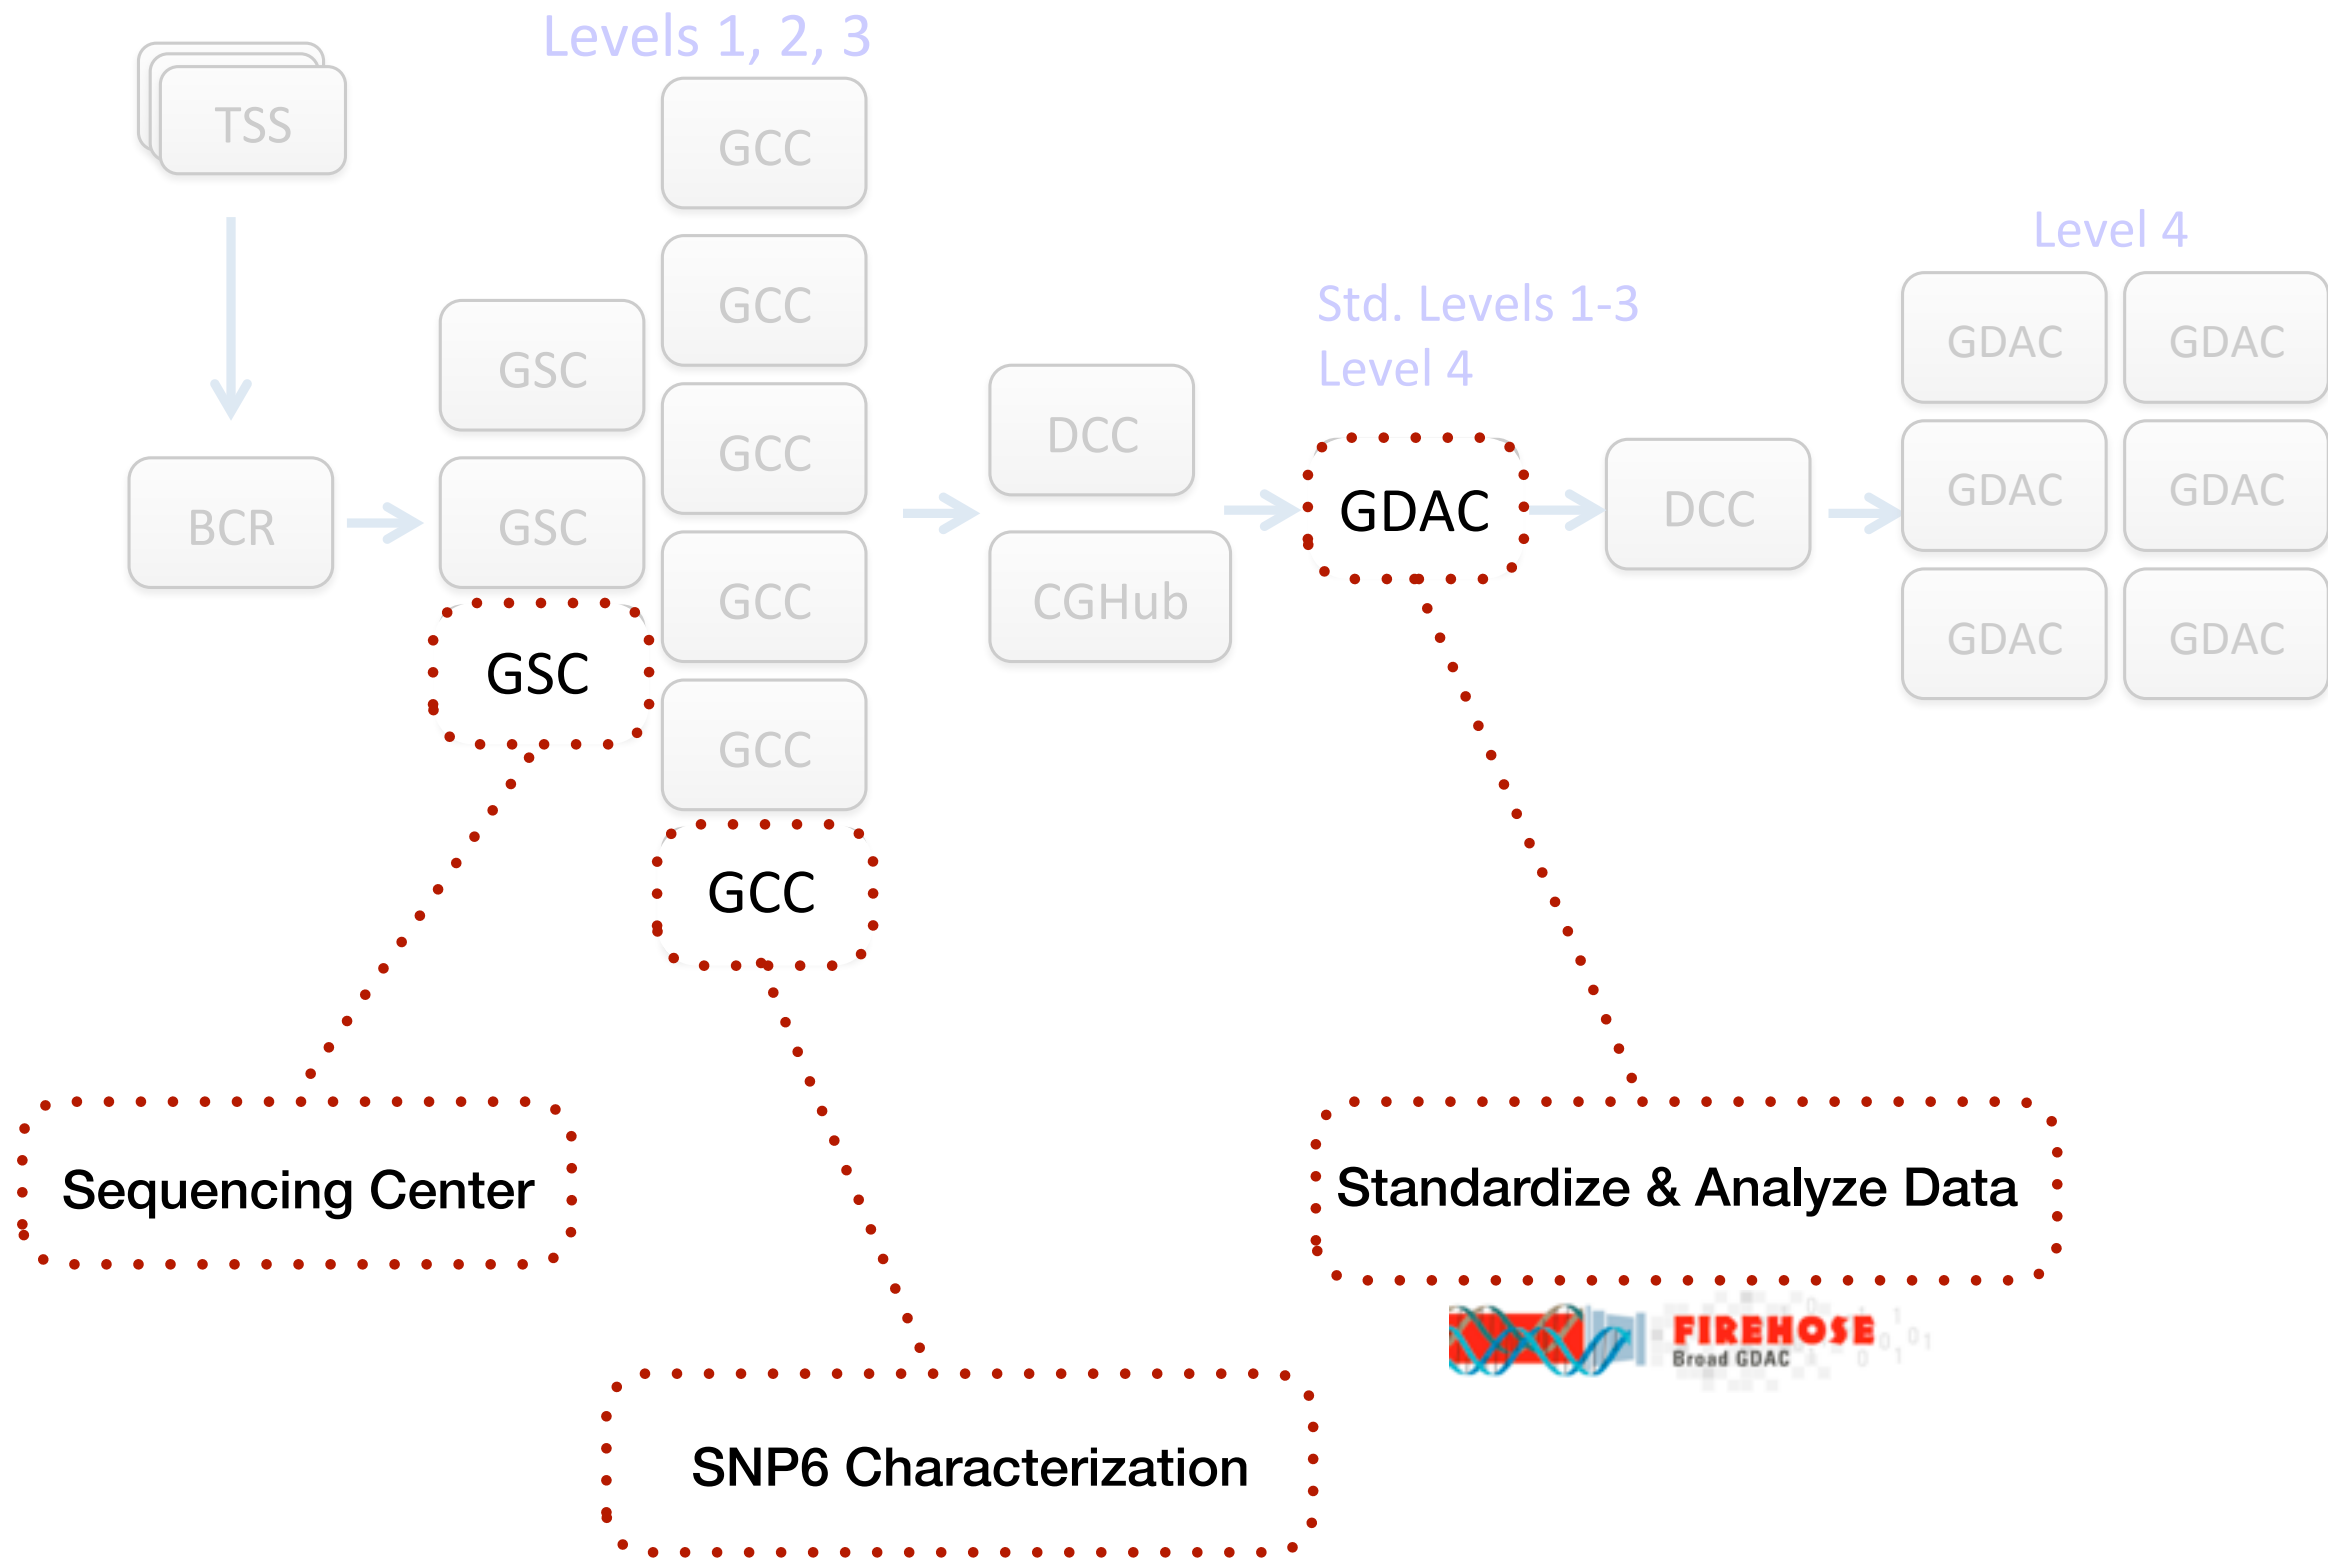 Levels 1, 2, 3
TSS
GCC
GCC
GSC
GCC
BCR
GSC
GCC
GSC
GCC
GCC
DCC
CGHub
Std. Levels 1-3
Level 4
GDAC
DCC
Level 4
GDAC GDAC
GDAC GDAC
GDAC GDAC
Sequencing Center
SNP6 Characterization
Standardize & Analyze Data
FIREHOSE
Broad GDAC